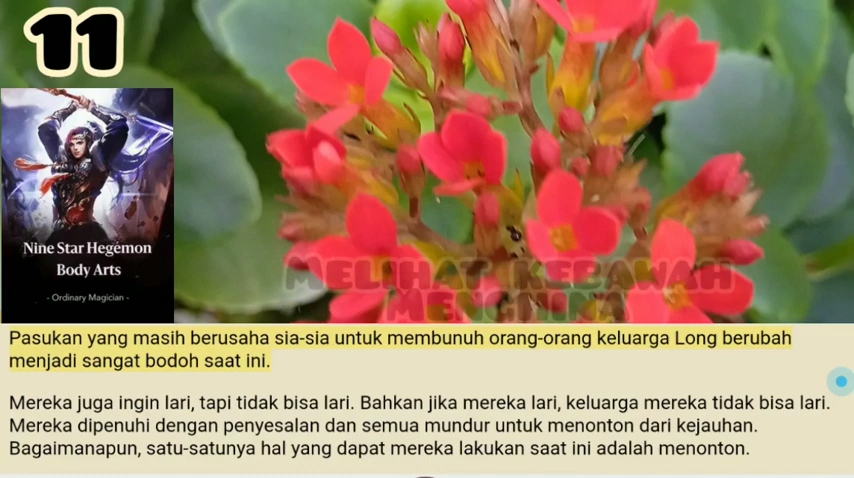 11
Nine Star Hegemon
Body Arts
- Ordinary Magician -
MELIHAT KEBAWAH
MENGHINA
Pasukan yang masih berusaha sia-sia untuk membunuh orang-orang keluarga Long berubah
menjadi sangat bodoh saat ini.
Mereka juga ingin lari, tapi tidak bisa lari. Bahkan jika mereka lari, keluarga mereka tidak bisa lari.
Mereka dipenuhi dengan penyesalan dan semua mundur untuk menonton dari kejauhan.
Bagaimanapun, satu-satunya hal yang dapat mereka lakukan saat ini adalah menonton.